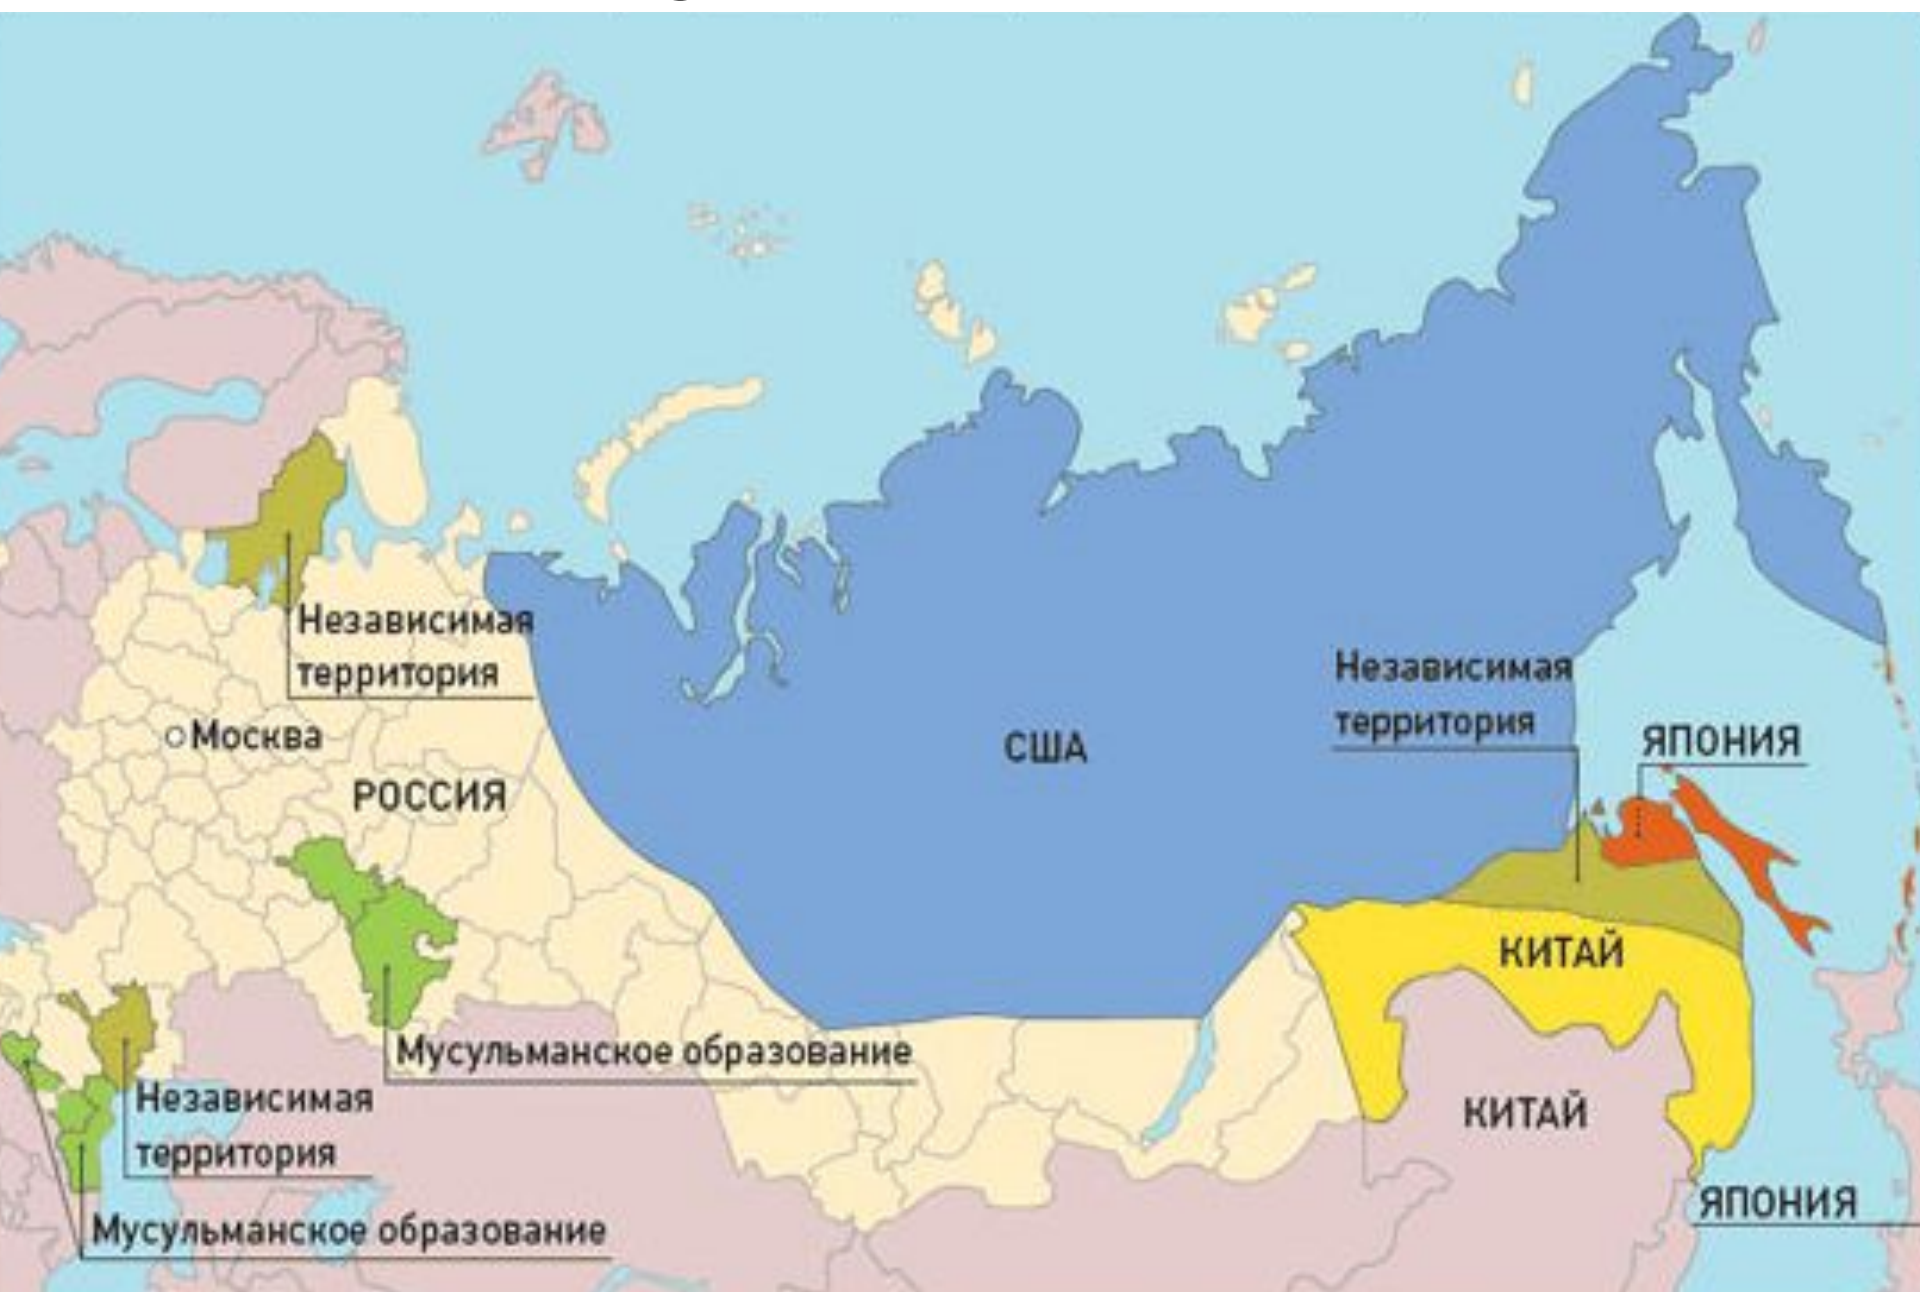 Независимая
территория
Москва
РОССИЯ
США
Независимая
территория
ЯПОНИЯ
КИТАЙ
Мусульманское образование
Независимая
территория
КИТАЙ
ЯПОНИЯ
Мусульманское образование